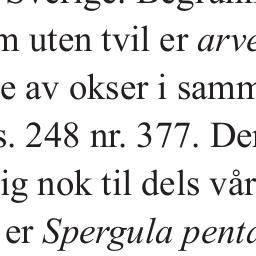 Sverige. Begrunn
m uten tvil er arve
e av okser i samm
s. 248 nr. 377. Der
ig nok til dels vår
er Spergula penta